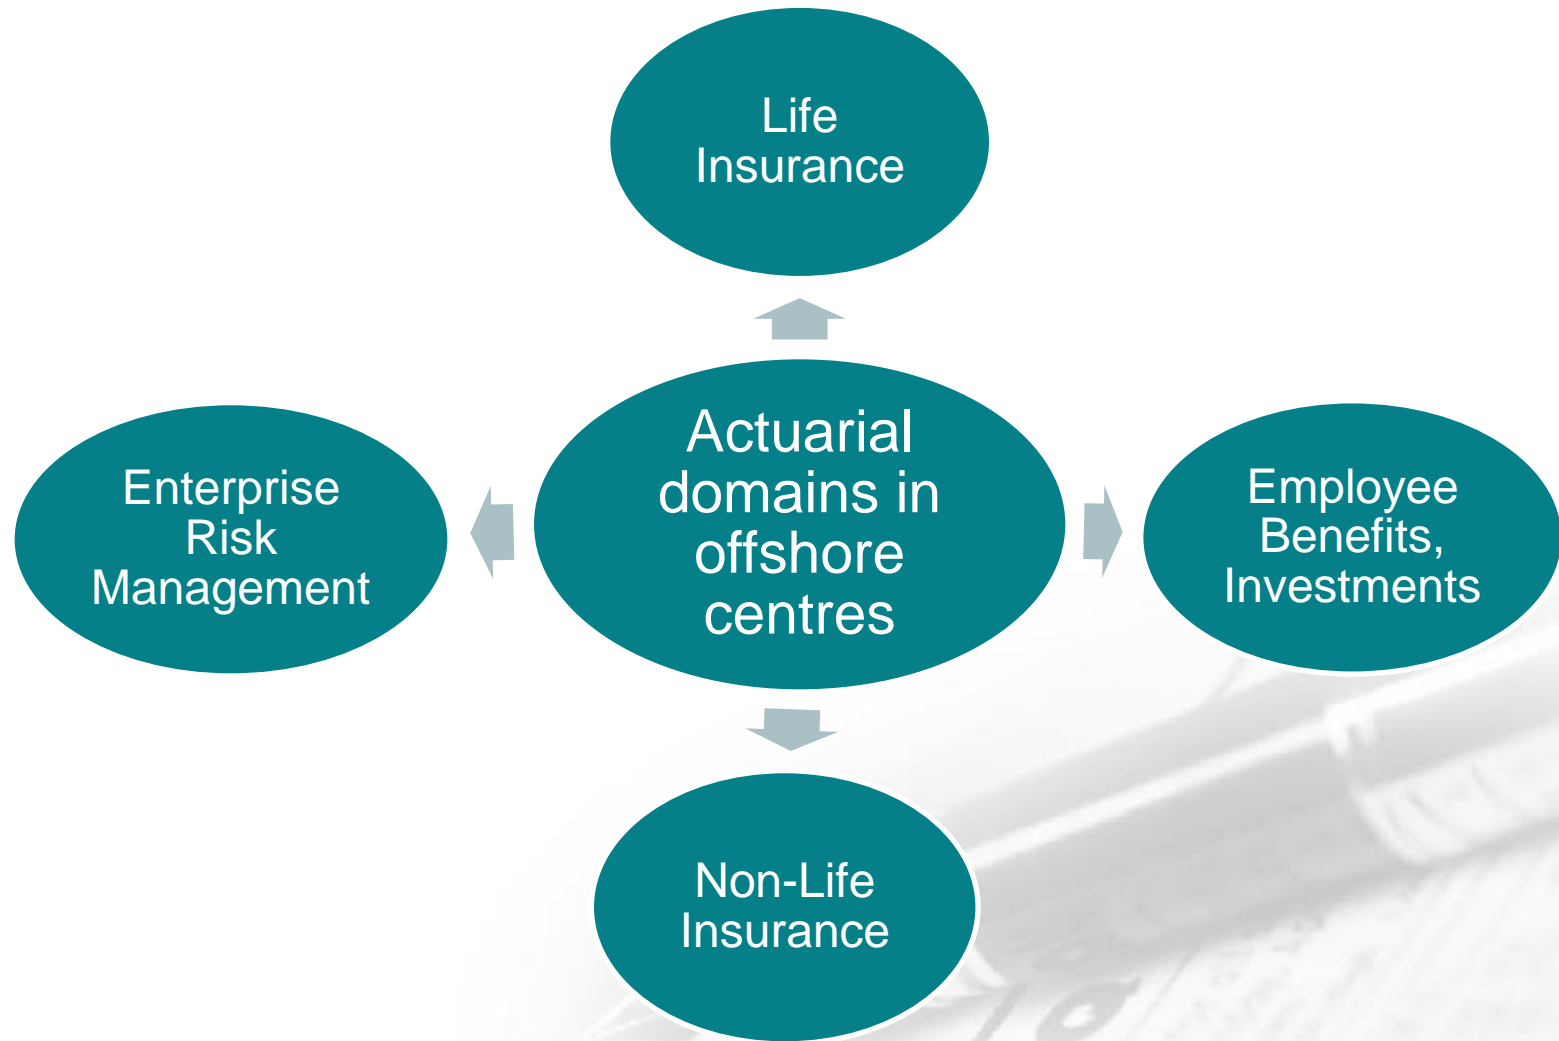 Life
Insurance
Actuarial
domains in
offshore
centres
Enterprise
Risk
Management
Employee
Benefits,
Investments
Non-Life
Insurance